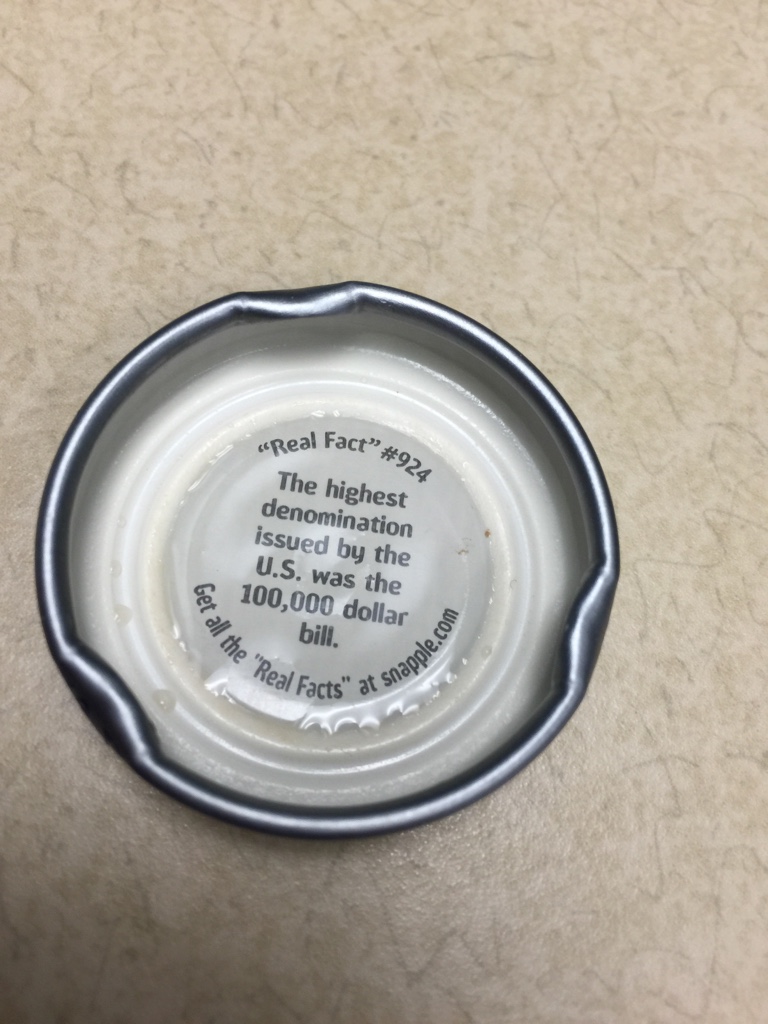 “Real Fact” #924
The highest
denomination
issued by the
U.S. was the
100,000 dollar
bill.
Get all the "Real Facts" at snapple.com